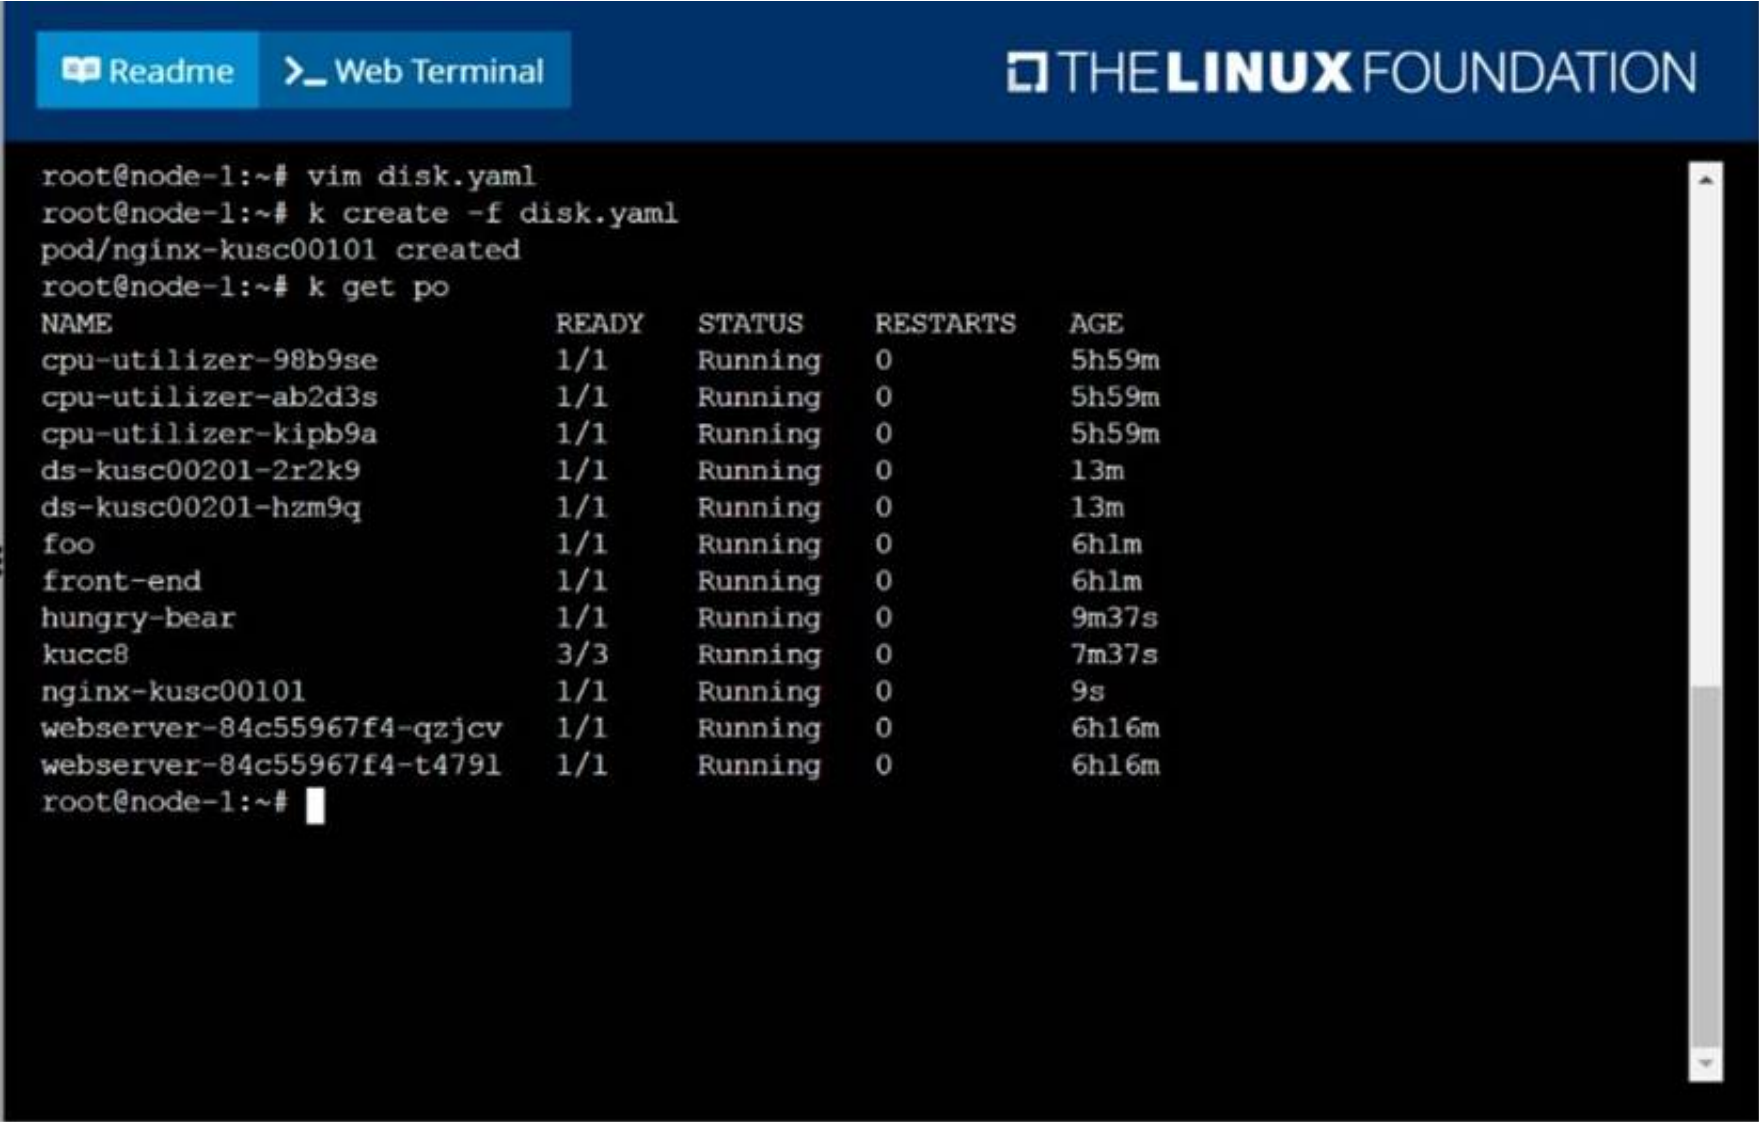 Readme >_ Web Terminal THE LINUX FOUNDATION
root@node-1:~# vim disk.yaml
root@node-1:~# k create -f disk.yaml
pod/nginx-kusc00101 created
root@node-1:~# k get po
NAME READY STATUS RESTARTS AGE
cpu-utilizer-98b9se 1/1 Running 0 5h59m
cpu-utilizer-ab2d3s 1/1 Running 0 5h59m
cpu-utilizer-kipb9a 1/1 Running 0 5h59m
ds-kusc00201-2r2k9 1/1 Running 0 13m
ds-kusc00201-hzm9q 1/1 Running 0 13m
foo 1/1 Running 0 6h1m
front-end 1/1 Running 0 6h1m
hungry-bear 1/1 Running 0 9m37s
kucc8 3/3 Running 0 7m37s
nginx-kusc00101 1/1 Running 0 9s
webserver-84c55967f4-qzjcv 1/1 Running 0 6h16m
webserver-84c55967f4-t479l 1/1 Running 0 6h16m
root@node-1:~#